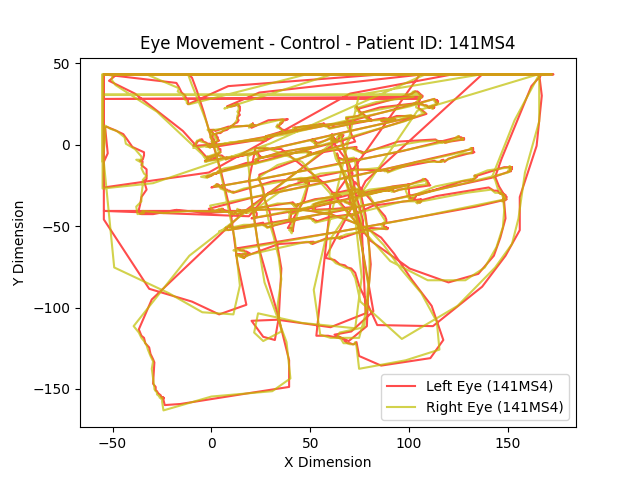 Eye Movement - Control - Patient ID: 141MS4
50
0
−50
−100
−150
Y Dimension
−50
0
50
100
150
X Dimension
Left Eye (141MS4)
Right Eye (141MS4)